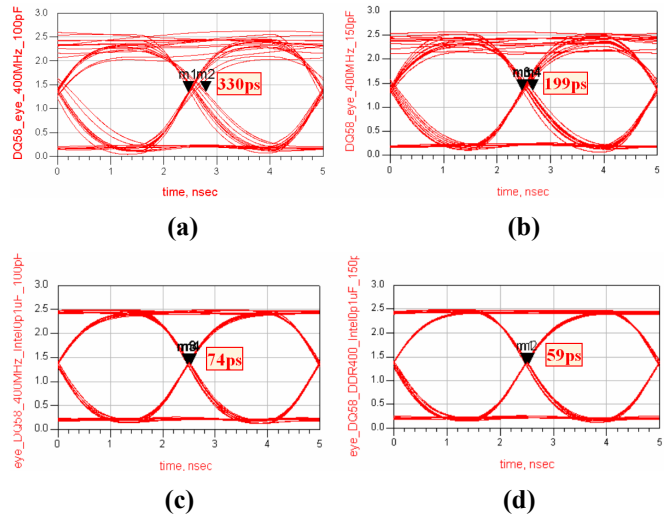 DQ58_eye_400MHz_100pF
3.0
2.5
2.0
1.5
1.0
0.5
0.0
m1m2
330ps
0 1 2 3 4 5
time, nsec
(a)
DQ58_eye_400MHz_150pF
3.0
2.5
2.0
1.5
1.0
0.5
0.0
199ps
0 1 2 3 4 5
time, nsec
(b)
eye_DQ58_400MHz_Intel0p1uF_100pF
3.0
2.5
2.0
1.5
1.0
0.5
0.0
74ps
0 1 2 3 4 5
time, nsec
(c)
eye_DQ58_DDR400_Intel0p1uF_150p
3.0
2.5
2.0
1.5
1.0
0.5
0.0
59ps
0 1 2 3 4 5
time, nsec
(d)